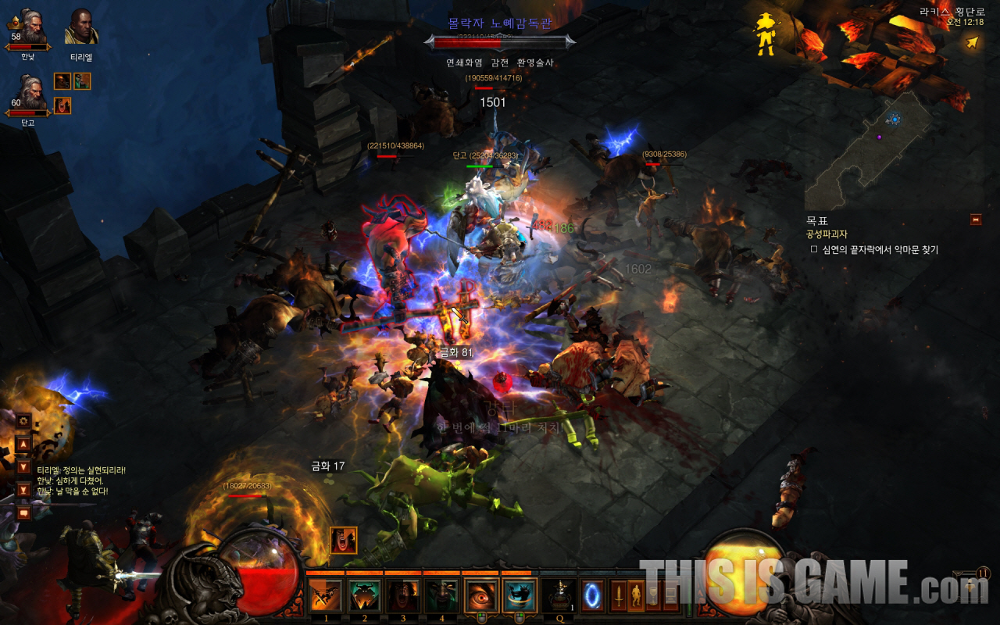 58
한낮
티리엘
60
단고
몰락자 노예감독관
연쇄화염 감전 환영술사
(190559/414716)
1501
(221510/438864)
단고 (25204/36283)
(9308/25386)
라키스 횡단로
오전 12:18
목표
공성파괴자
심연의 끝자락에서 악마문 찾기
186
1602
금화 81
강타
한 번에 적 11마리 처치!
금화 17
티리엘: 정의는 실현되리라!
한낮: 심하게 다쳤어.
한낮: 날 막을 순 없다!
(18027/20683)
1 2 3 4 Q
1
11
THIS IS GAME.com